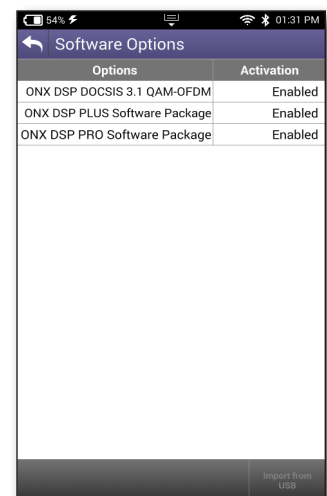 54% 01:31 PM
Software Options
Options Activation
ONX DSP DOCSIS 3.1 QAM-OFDM Enabled
ONX DSP PLUS Software Package Enabled
ONX DSP PRO Software Package Enabled
Import from
USB